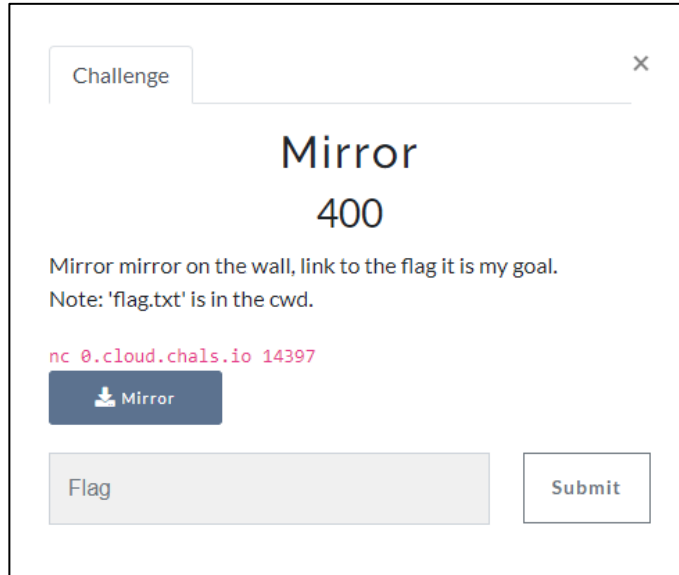 Challenge
×
Mirror
400
Mirror mirror on the wall, link to the flag it is my goal.
Note: 'flag.txt' is in the cwd.
nc 0.cloud.chals.io 14397
Mirror
Flag
Submit